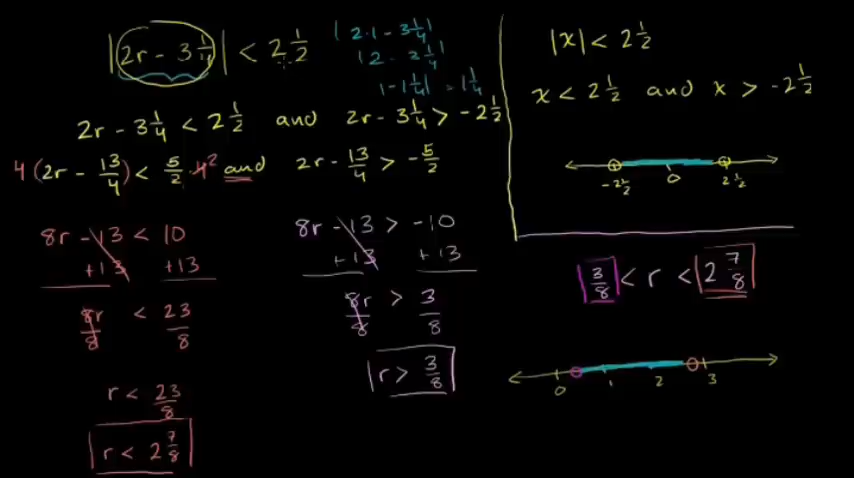 |2r - 3 1/4| < 2 1/2
|2·1 - 3 1/4|
|2 - 3 1/4|
|-1 1/4| = 1 1/4
2r - 3 1/4 < 2 1/2 and 2r - 3 1/4 > -2 1/2
4(2r - 13/4) < 5/2 · 4² and 2r - 13/4 > -5/2
8r - 13 < 10
+13 +13
8r/8 < 23/8
r < 23/8
r < 2 7/8
8r - 13 > -10
+13 +13
8r/8 > 3/8
r > 3/8
|x| < 2 1/2
x < 2 1/2 and x > -2 1/2
-2 1/2 0 2 1/2
3/8 < r < 2 7/8
0 1 2 3